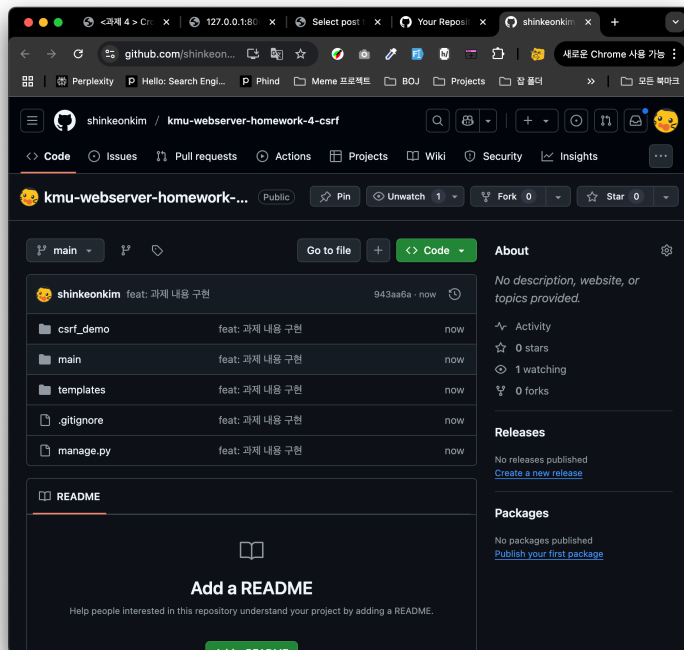 <과제 4 > Cro
127.0.0.1:80
Select post t
Your Reposit
shinkeonkim
github.com/shinkeon...
새로운 Chrome 사용 가능
Perplexity
Hello: Search Engi...
Phind
Meme 프로젝트
BOJ
Projects
잡 폴더
»
모든 북마크
shinkeonkim / kmu-webserver-homework-4-csrf
Code
Issues
Pull requests
Actions
Projects
Wiki
Security
Insights
kmu-webserver-homework-...
Public
Pin
Unwatch 1
Fork 0
Star 0
main
Go to file
Code
shinkeonkim feat: 과제 내용 구현
943aa6a · now
csrf_demo feat: 과제 내용 구현 now
main feat: 과제 내용 구현 now
templates feat: 과제 내용 구현 now
.gitignore feat: 과제 내용 구현 now
manage.py feat: 과제 내용 구현 now
README
Add a README
Help people interested in this repository understand your project by adding a README.
About
No description, website, or
topics provided.
Activity
0 stars
1 watching
0 forks
Releases
No releases published
Create a new release
Packages
No packages published
Publish your first package